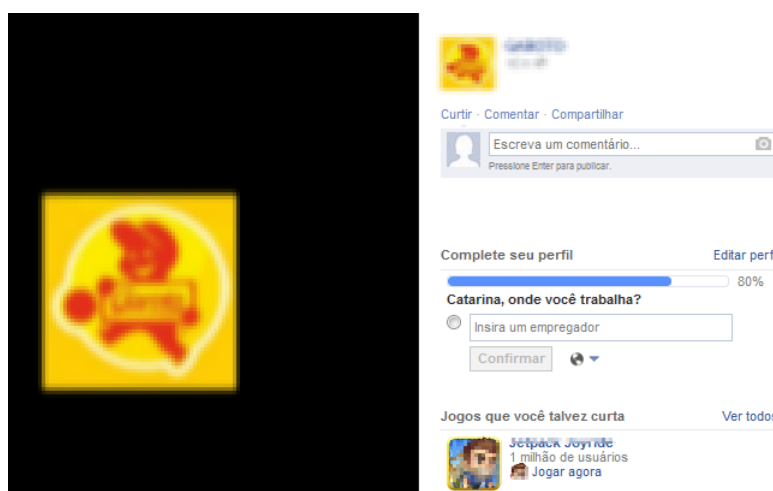 Curtir · Comentar · Compartilhar
Escreva um comentário...
Pressione Enter para publicar.
Complete seu perfil
Editar perf
80%
Catarina, onde você trabalha?
Insira um empregador
Confirmar
Jogos que você talvez curta
Ver todos
Jetpack Joyride
1 milhão de usuários
Jogar agora